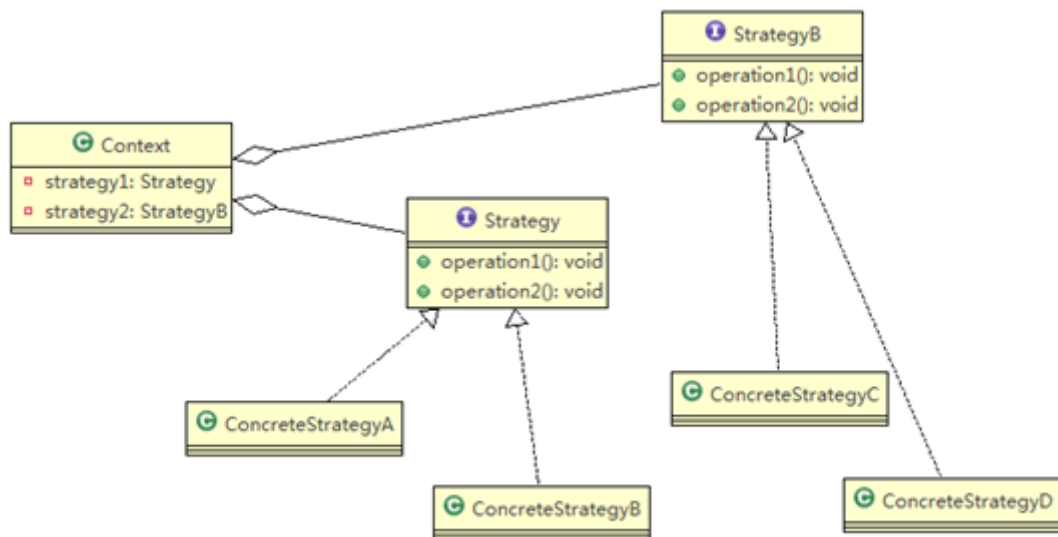 StrategyB
operation1(): void
operation2(): void
Context
strategy1: Strategy
strategy2: StrategyB
Strategy
operation1(): void
operation2(): void
ConcreteStrategyC
ConcreteStrategyA
ConcreteStrategyD
ConcreteStrategyB